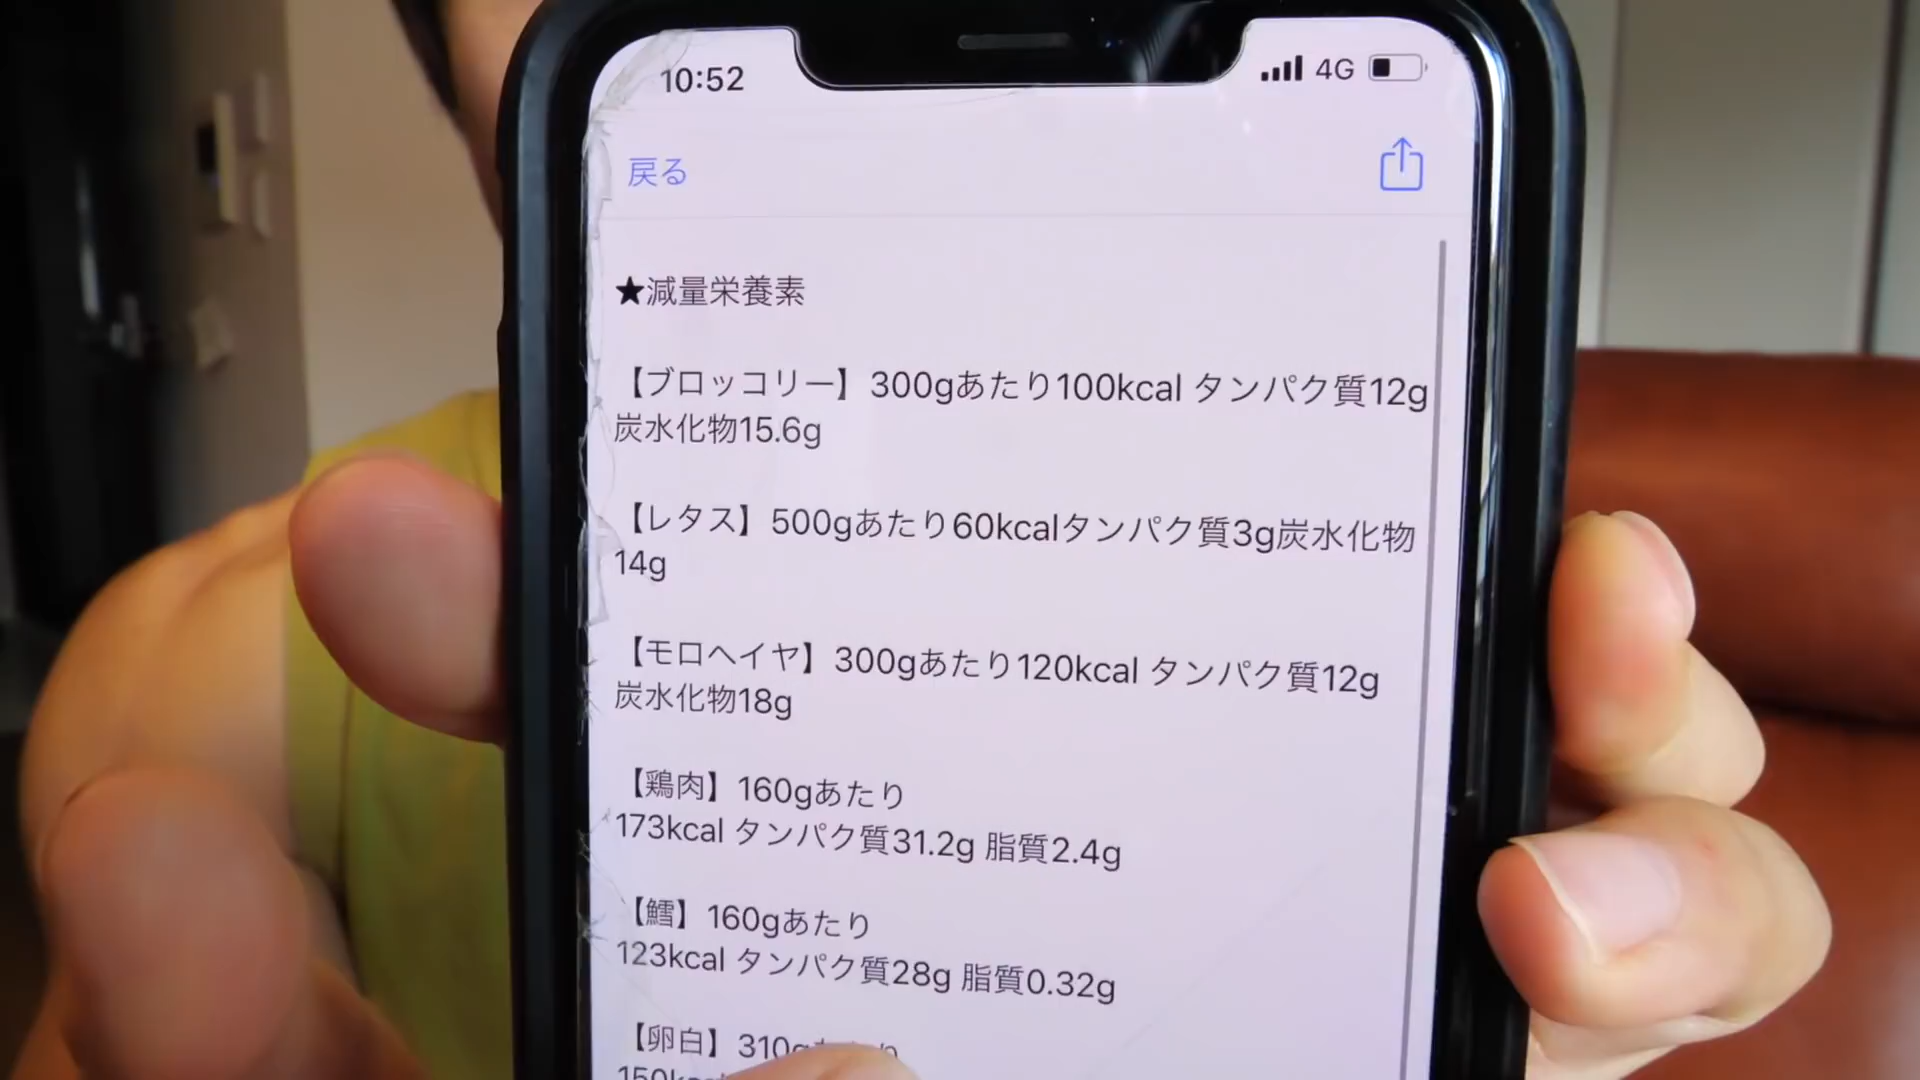 10:52
4G
戻る
★減量栄養素
【ブロッコリー】300gあたり100kcal タンパク質12g
炭水化物15.6g
【レタス】500gあたり60kcalタンパク質3g炭水化物
14g
【モロヘイヤ】300gあたり120kcal タンパク質12g
炭水化物18g
【鶏肉】160gあたり
173kcal タンパク質31.2g 脂質2.4g
【鱈】160gあたり
123kcal タンパク質28g 脂質0.32g
【卵白】310g